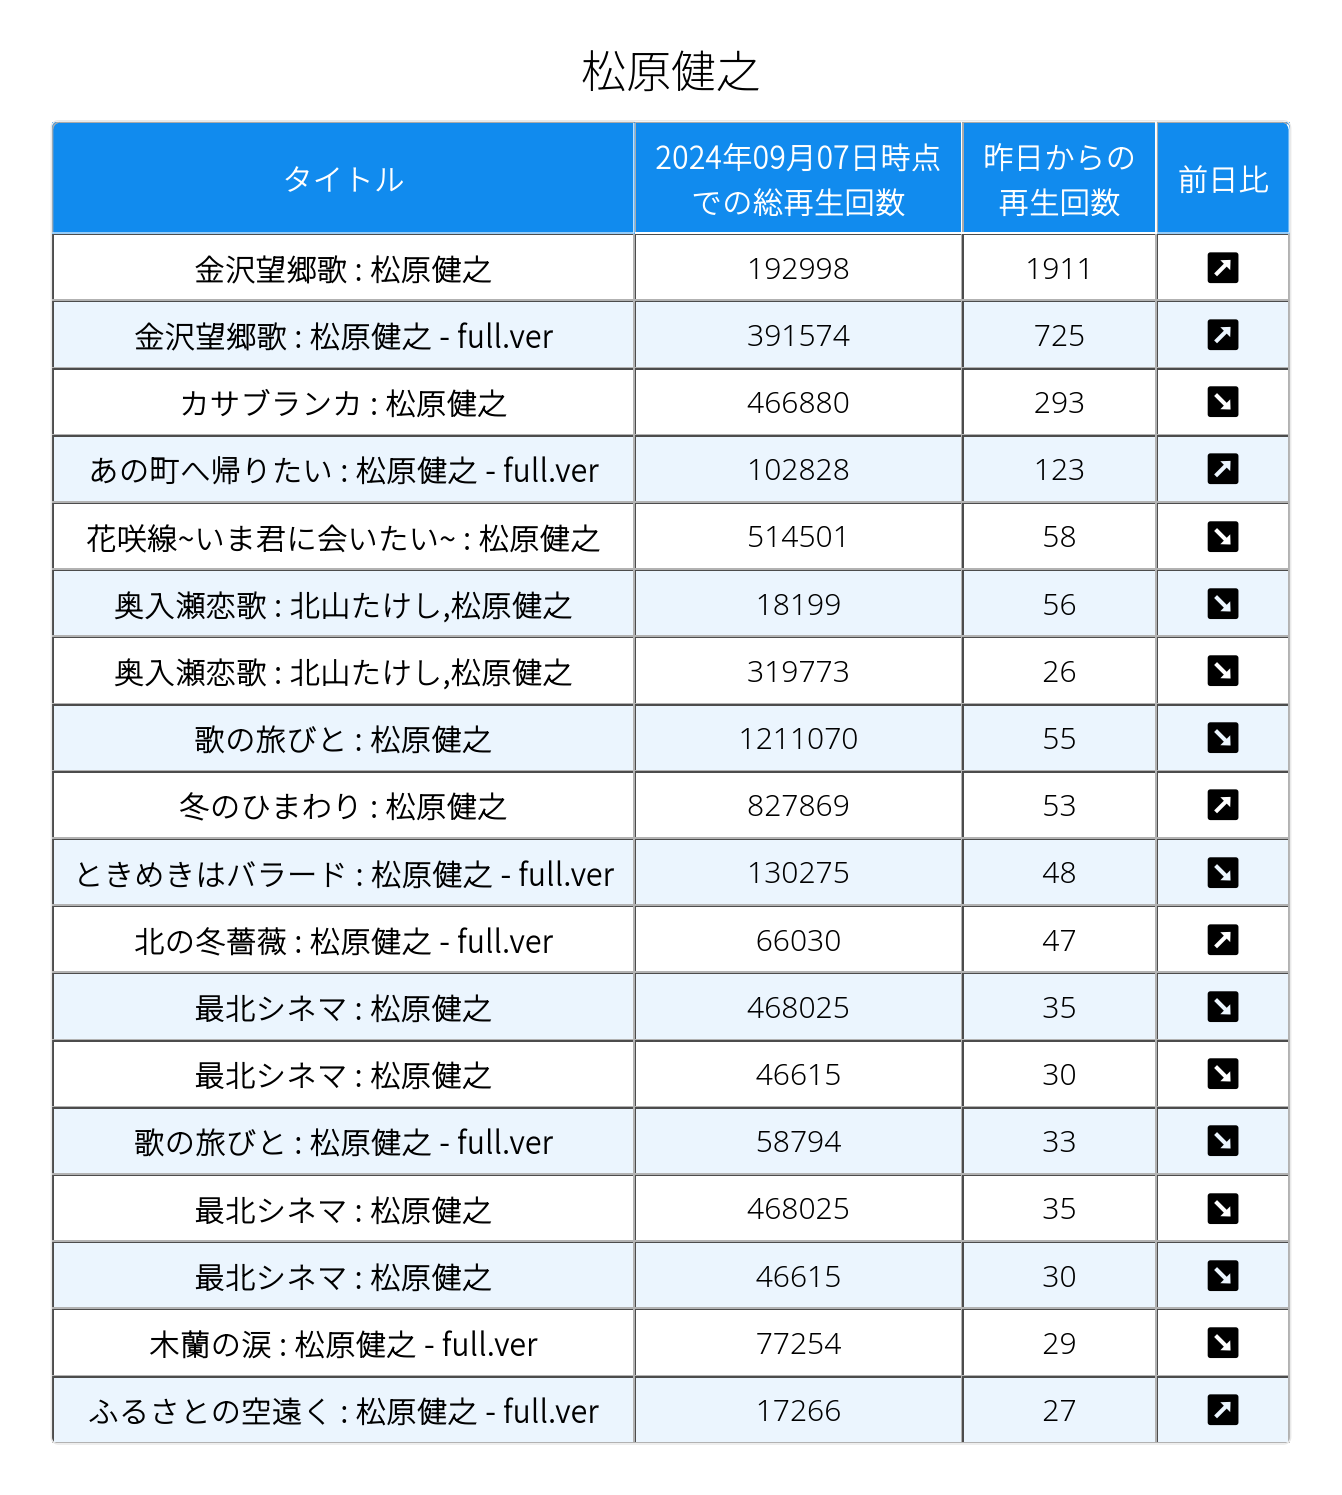 松原健之
タイトル
2024年09月07日時点
での総再生回数
昨日からの
再生回数
前日比
金沢望郷歌 : 松原健之 192998 1911
金沢望郷歌 : 松原健之 - full.ver 391574 725
カサブランカ : 松原健之 466880 293
あの町へ帰りたい : 松原健之 - full.ver 102828 123
花咲線~いま君に会いたい~ : 松原健之 514501 58
奥入瀬恋歌 : 北山たけし,松原健之 18199 56
奥入瀬恋歌 : 北山たけし,松原健之 319773 26
歌の旅びと : 松原健之 1211070 55
冬のひまわり : 松原健之 827869 53
ときめきはバラード : 松原健之 - full.ver 130275 48
北の冬薔薇 : 松原健之 - full.ver 66030 47
最北シネマ : 松原健之 468025 35
最北シネマ : 松原健之 46615 30
歌の旅びと : 松原健之 - full.ver 58794 33
最北シネマ : 松原健之 468025 35
最北シネマ : 松原健之 46615 30
木蘭の涙 : 松原健之 - full.ver 77254 29
ふるさとの空遠く : 松原健之 - full.ver 17266 27